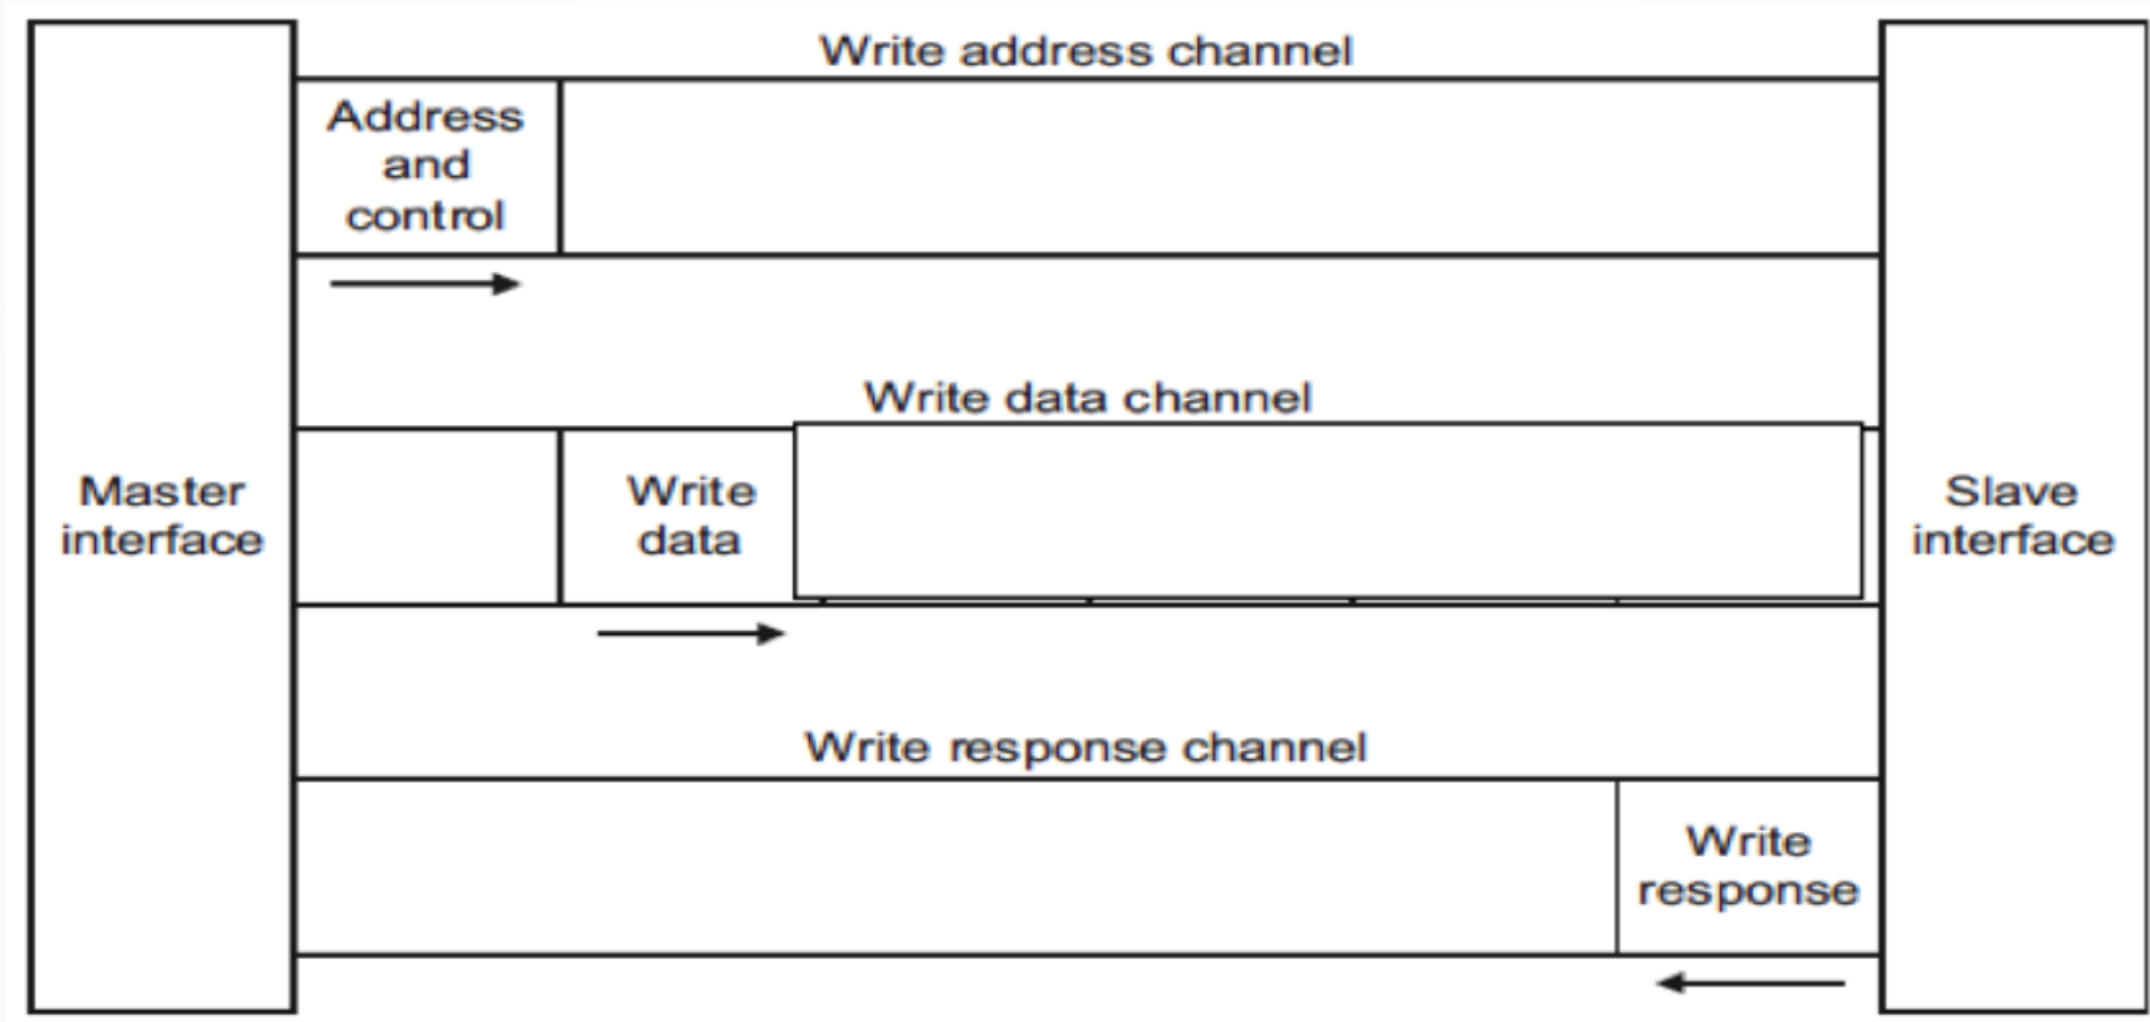 Write address channel
Address
and
control
Write data channel
Master
interface
Write
data
Slave
interface
Write response channel
Write
response